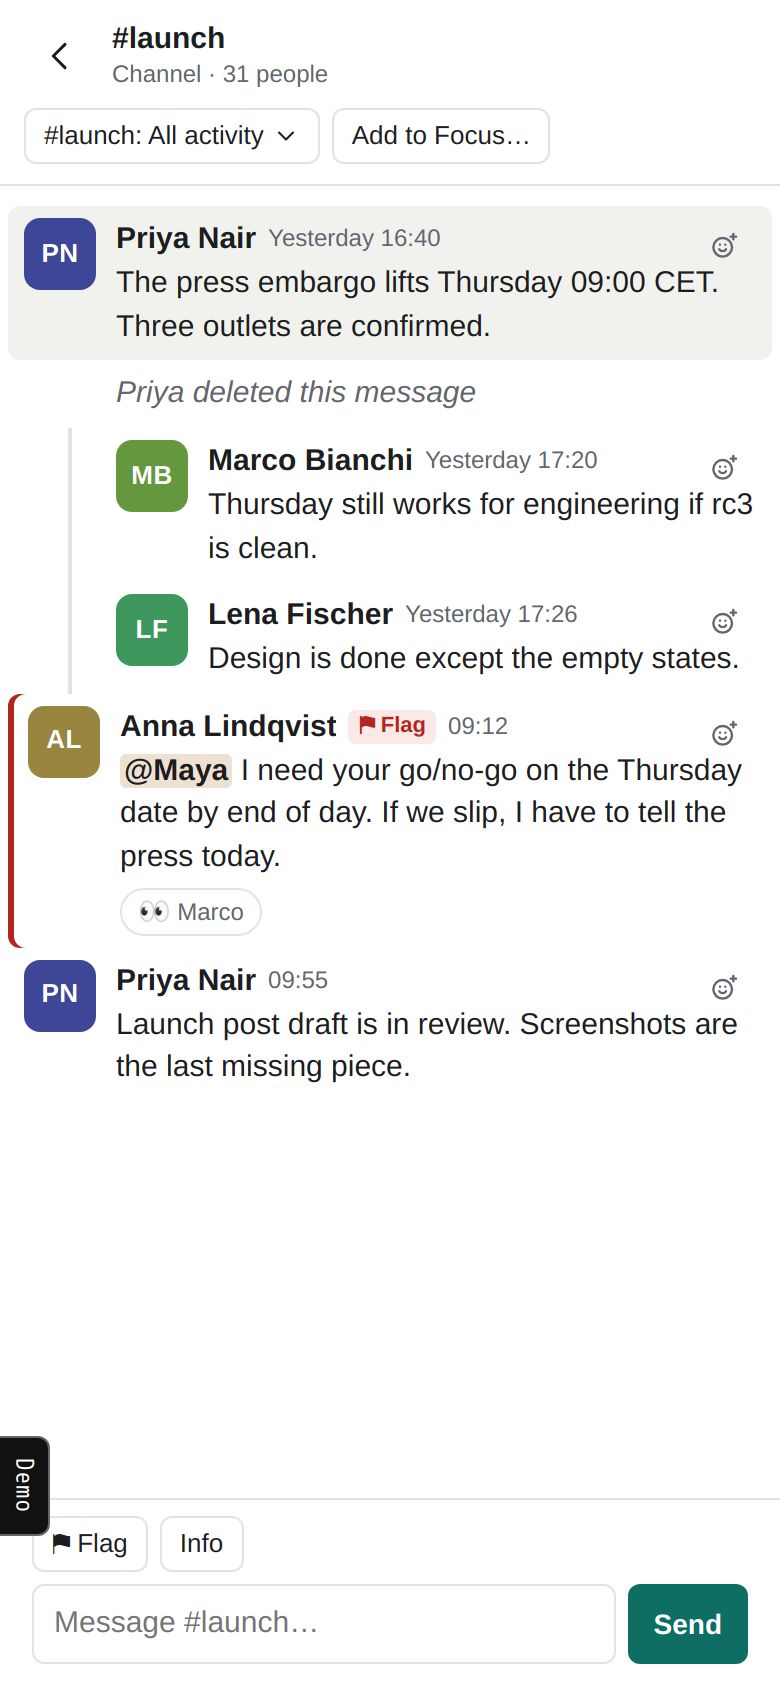 #launch
Channel · 31 people
#launch: All activity
Add to Focus…
PN
Priya Nair Yesterday 16:40
The press embargo lifts Thursday 09:00 CET.
Three outlets are confirmed.
Priya deleted this message
MB
Marco Bianchi Yesterday 17:20
Thursday still works for engineering if rc3
is clean.
LF
Lena Fischer Yesterday 17:26
Design is done except the empty states.
AL
Anna Lindqvist Flag 09:12
@Maya I need your go/no-go on the Thursday
date by end of day. If we slip, I have to tell the
press today.
👀 Marco
PN
Priya Nair 09:55
Launch post draft is in review. Screenshots are
the last missing piece.
Demo
Flag
Info
Message #launch…
Send